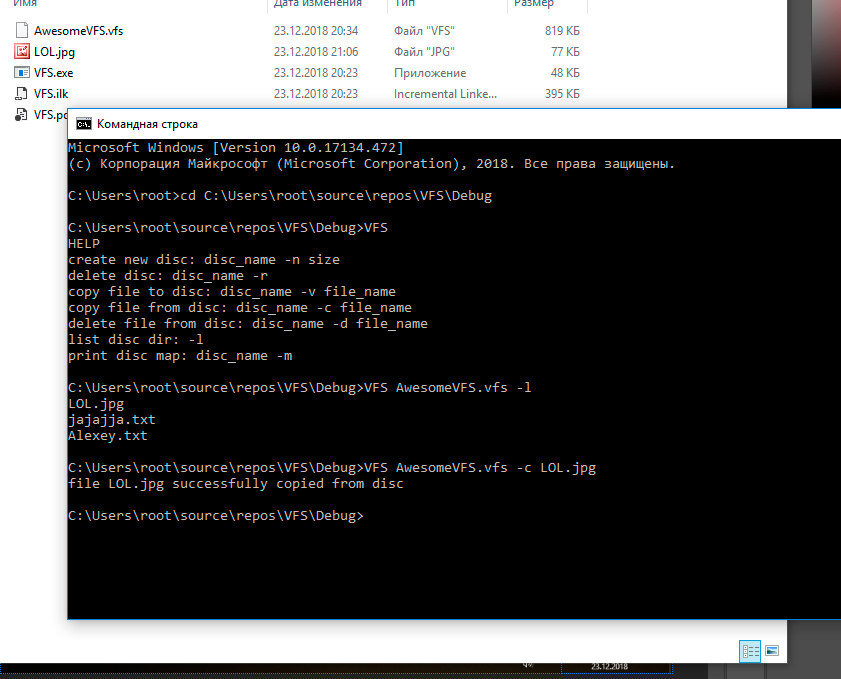 Имя Дата изменения Тип Размер
AwesomeVFS.vfs 23.12.2018 20:34 Файл "VFS" 819 КБ
LOL.jpg 23.12.2018 21:06 Файл "JPG" 77 КБ
VFS.exe 23.12.2018 20:23 Приложение 48 КБ
VFS.ilk 23.12.2018 20:23 Incremental Linke... 395 КБ
Командная строка
Microsoft Windows [Version 10.0.17134.472]
(c) Корпорация Майкрософт (Microsoft Corporation), 2018. Все права защищены.
C:\Users\root>cd C:\Users\root\source\repos\VFS\Debug
C:\Users\root\source\repos\VFS\Debug>VFS
HELP
create new disc: disc_name -n size
delete disc: disc_name -r
copy file to disc: disc_name -v file_name
copy file from disc: disc_name -c file_name
delete file from disc: disc_name -d file_name
list disc dir: -l
print disc map: disc_name -m
C:\Users\root\source\repos\VFS\Debug>VFS AwesomeVFS.vfs -l
LOL.jpg
jajajja.txt
Alexey.txt
C:\Users\root\source\repos\VFS\Debug>VFS AwesomeVFS.vfs -c LOL.jpg
file LOL.jpg successfully copied from disc
C:\Users\root\source\repos\VFS\Debug>
23.12.2018